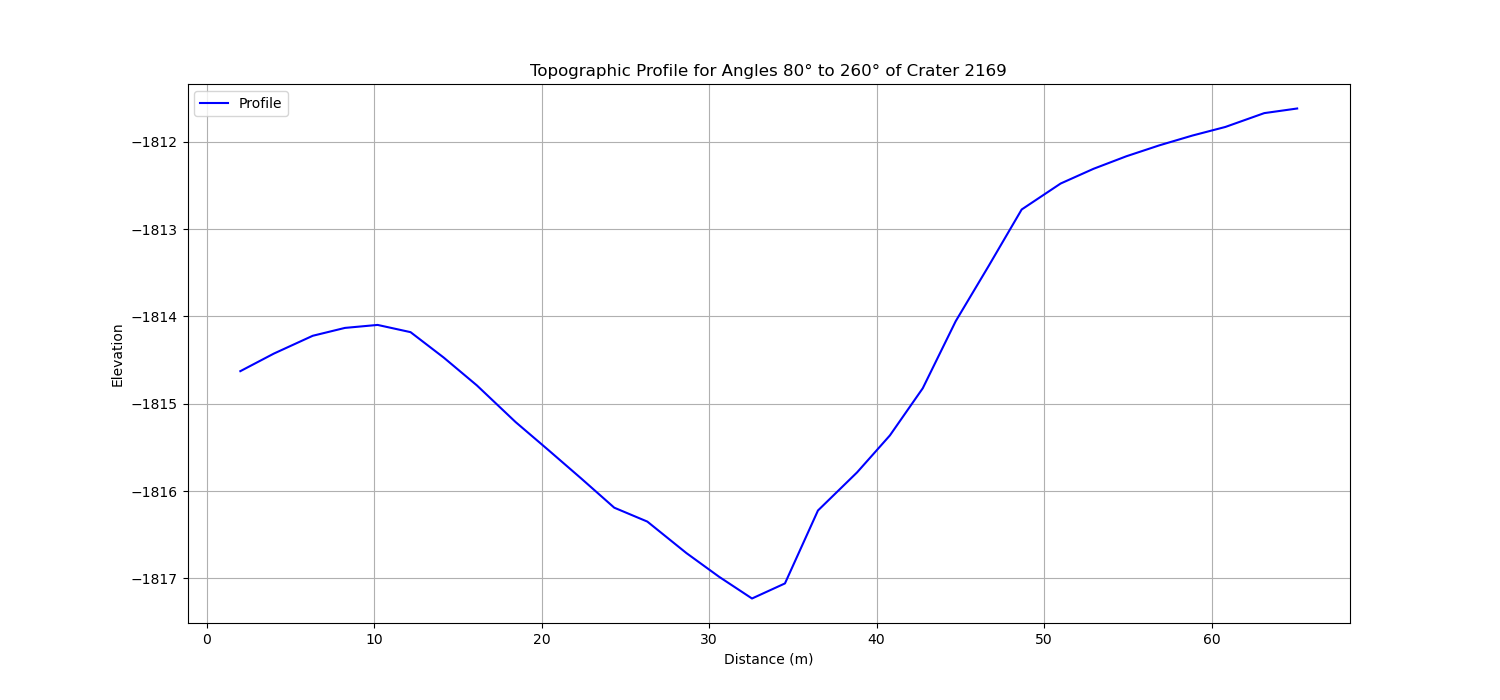 Topographic Profile for Angles 80° to 260° of Crater 2169
Profile
−1812
−1813
−1814
−1815
−1816
−1817
Elevation
0 10 20 30 40 50 60
Distance (m)